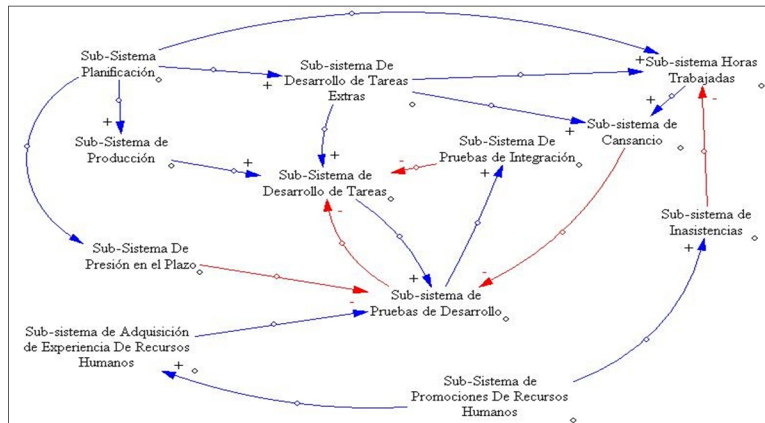 Sub-Sistema
Planificación
Sub-sistema De
Desarrollo de Tareas
Extras
Sub-sistema Horas
Trabajadas
Sub-Sistema de
Producción
Sub-Sistema De
Pruebas de Integración
Sub-sistema de
Cansancio
Sub-Sistema de
Desarrollo de Tareas
Sub-sistema de
Inasistencias
Sub-Sistema De
Presión en el Plazo
Sub-sistema de
Pruebas de Desarrollo
Sub-sistema de Adquisición
de Experiencia De Recursos
Humanos
Sub-Sistema de
Promociones De Recursos
Humanos